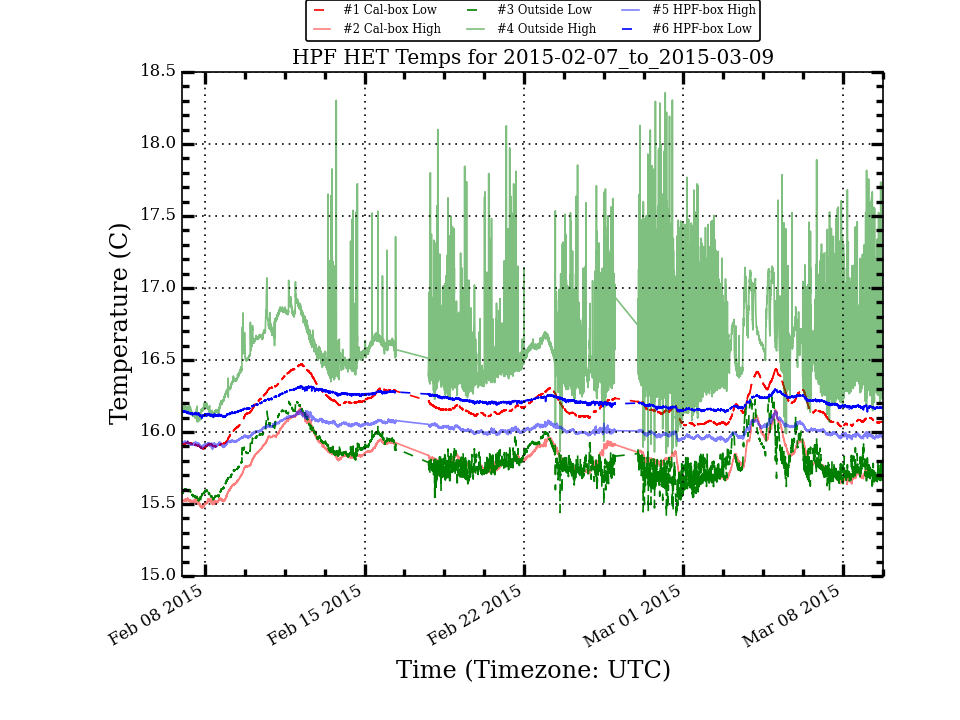 #1 Cal-box Low #3 Outside Low #5 HPF-box High
#2 Cal-box High #4 Outside High #6 HPF-box Low
HPF HET Temps for 2015-02-07_to_2015-03-09
18.5
18.0
17.5
17.0
16.5
16.0
15.5
15.0
Temperature (C)
Feb 08 2015 Feb 15 2015 Feb 22 2015 Mar 01 2015 Mar 08 2015
Time (Timezone: UTC)